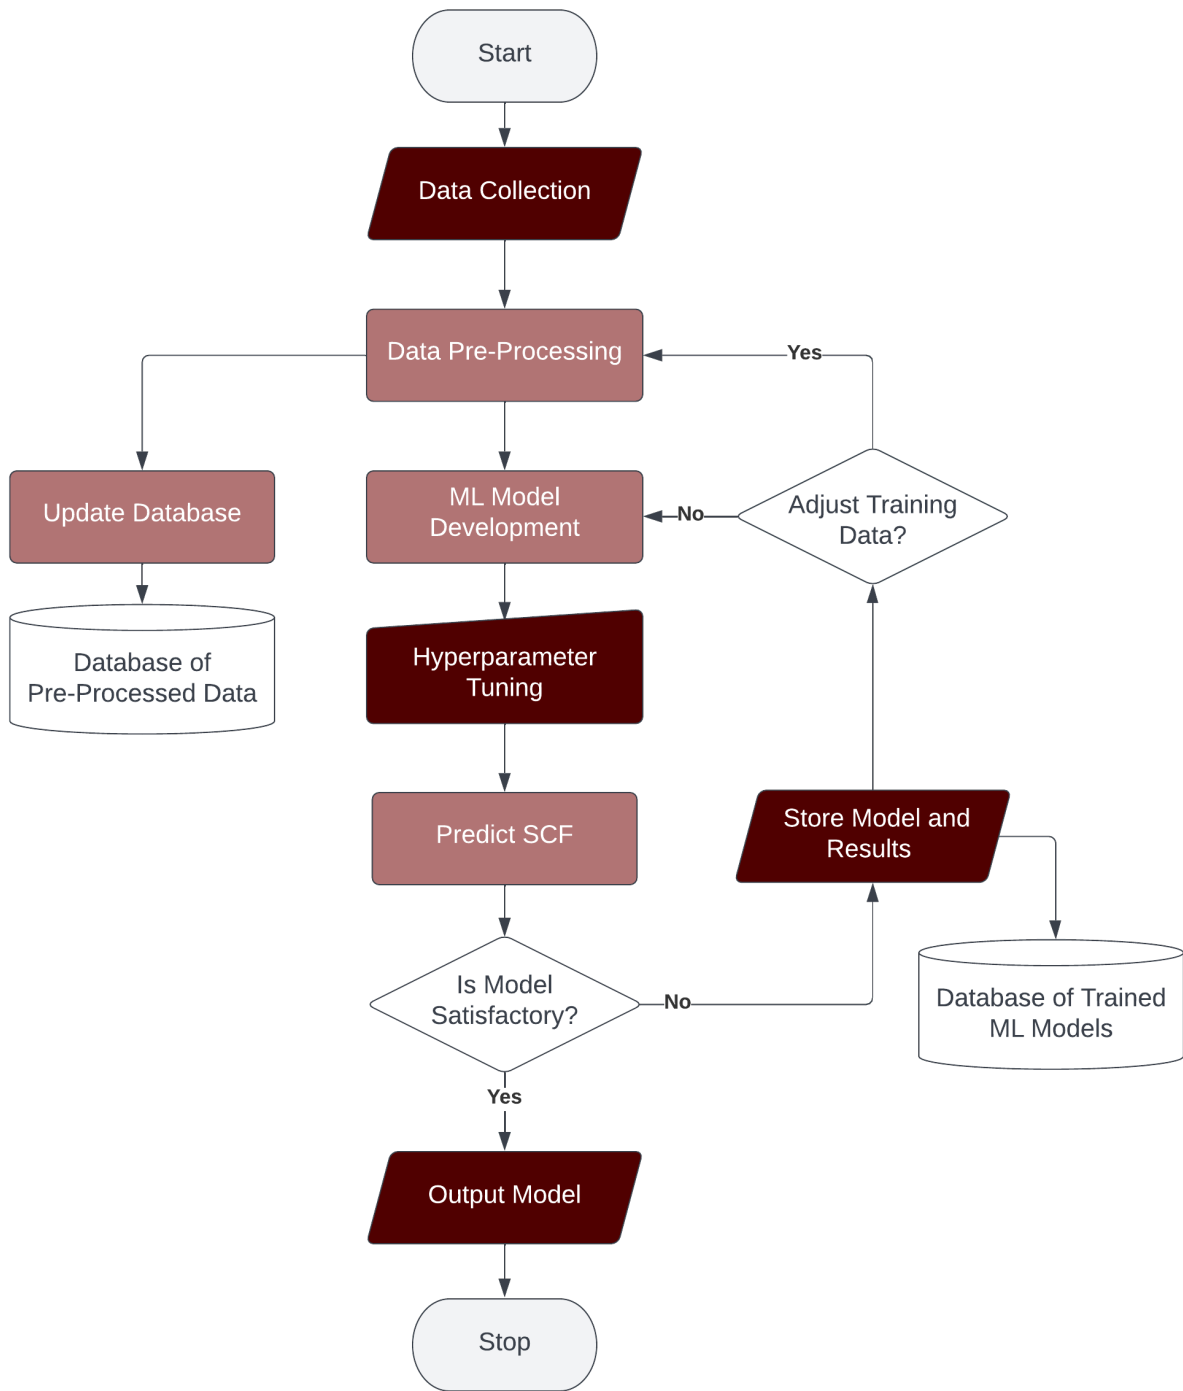 Start
Data Collection
Data Pre-Processing
Yes
Update Database
ML Model
Development
No
Adjust Training
Data?
Database of
Pre-Processed Data
Hyperparameter
Tuning
Predict SCF
Store Model and
Results
Is Model
Satisfactory?
No
Database of Trained
ML Models
Yes
Output Model
Stop